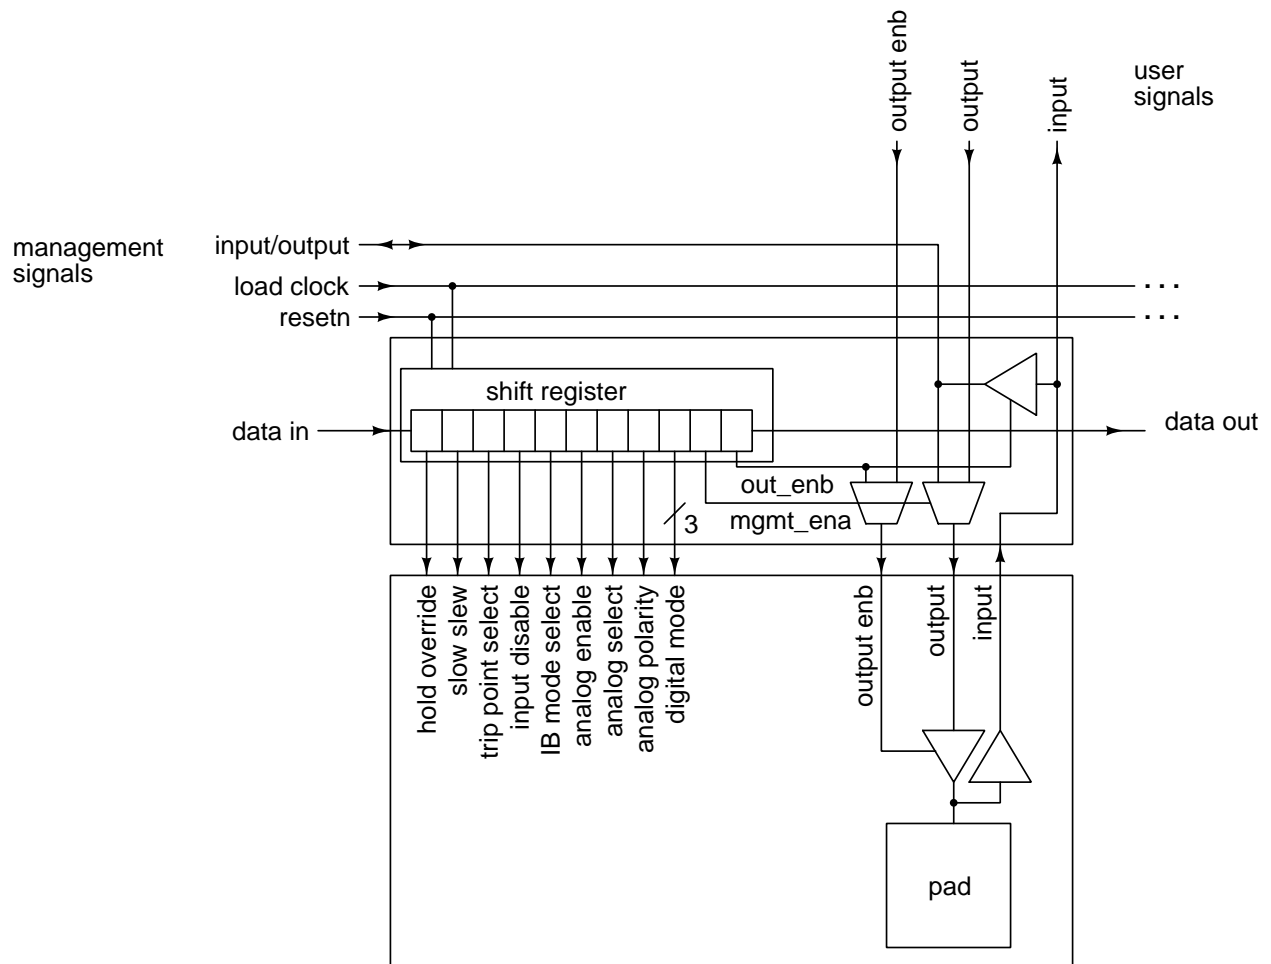 output enb
output
input
user
signals
management
signals
input/output
load clock
resetn
. . .
. . .
shift register
data in
data out
out_enb
mgmt_ena
3
hold override
slow slew
trip point select
input disable
IB mode select
analog enable
analog select
analog polarity
digital mode
output enb
output
input
pad